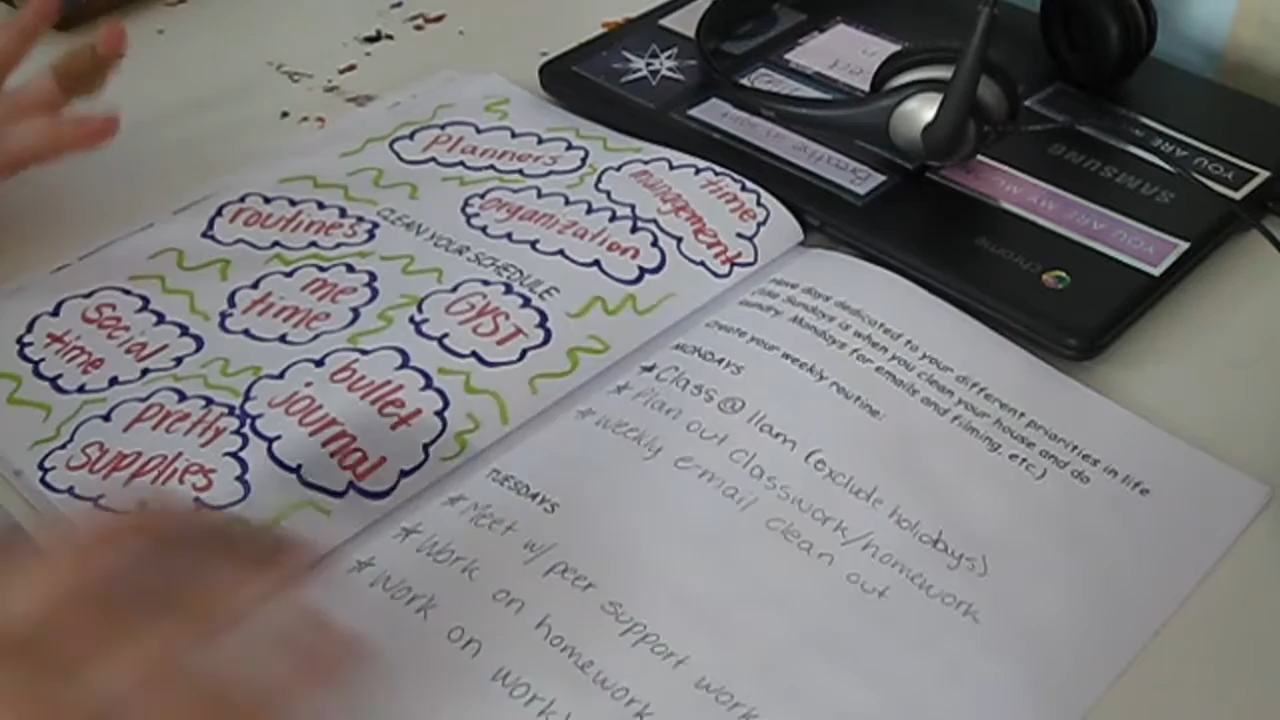 planners
time
management
organization
routines
CLEAN YOUR SCHEDULE
me
time
GYST
social
time
bullet
journal
pretty
supplies
Have days dedicated to your different priorities in life
(like Sundays is when you clean your house and do
laundry. Mondays for emails and filming, etc.)
Create your weekly routine:
MONDAYS
# Class @ 11am (exclude holidays)
# Plan out classwork/homework
# Weekly e-mail clean out
TUESDAYS
# Meet w/ peer support work
# Work on homework
# Work on work
YOU ARE
YOU ARE MY
SAMSUNG
chrome
Breathe